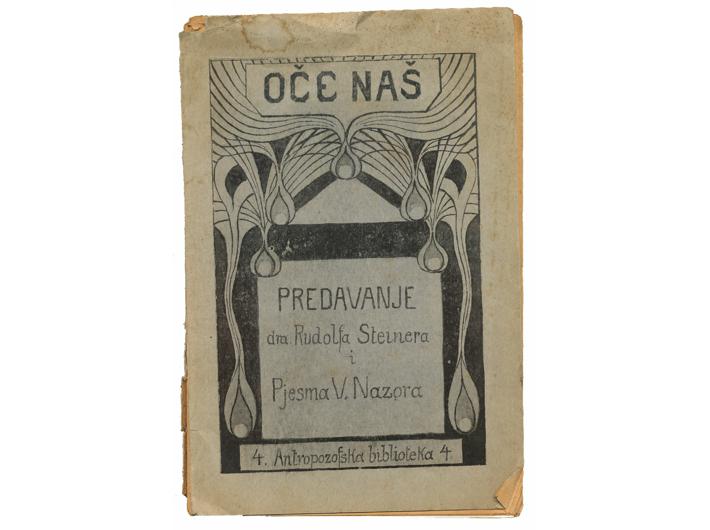 OČE NAŠ
PREDAVANJE
dra. Rudolfa Steinera
i
Pjesma V. Nazora
4. Antropozofska biblioteka 4.